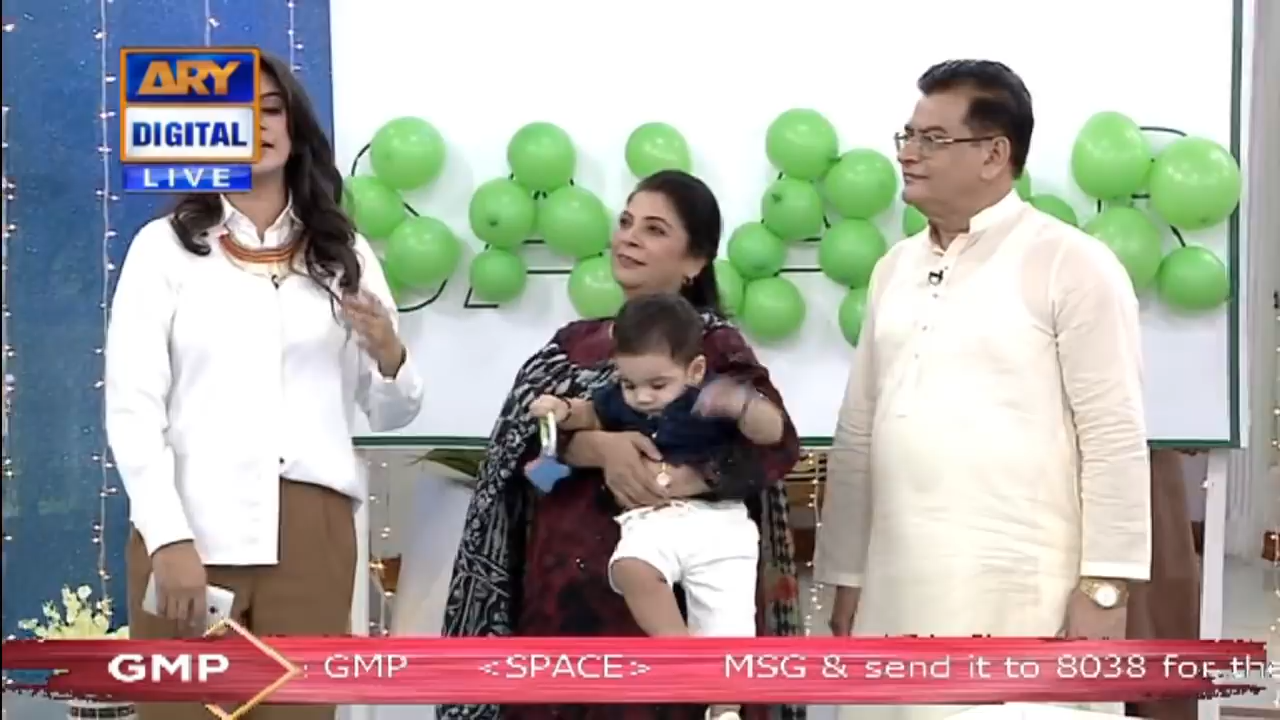 ARY
DIGITAL
LIVE
GMP : GMP <SPACE> MSG & send it to 8038 for the